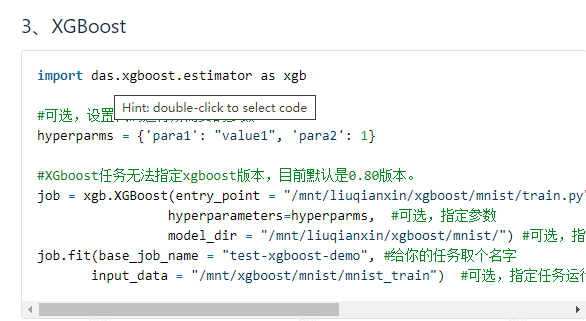 3、XGBoost
import das.xgboost.estimator as xgb
#可选，设置
Hint: double-click to select code
hyperparms = {'para1': "value1", 'para2': 1}
#XGboost任务无法指定xgboost版本，目前默认是0.80版本。
job = xgb.XGBoost(entry_point = "/mnt/liuqianxin/xgboost/mnist/train.py"
hyperparameters=hyperparms, #可选，指定参数
model_dir = "/mnt/liuqianxin/xgboost/mnist/") #可选，指
job.fit(base_job_name = "test-xgboost-demo", #给你的任务取个名字
input_data = "/mnt/xgboost/mnist/mnist_train") #可选，指定任务运行